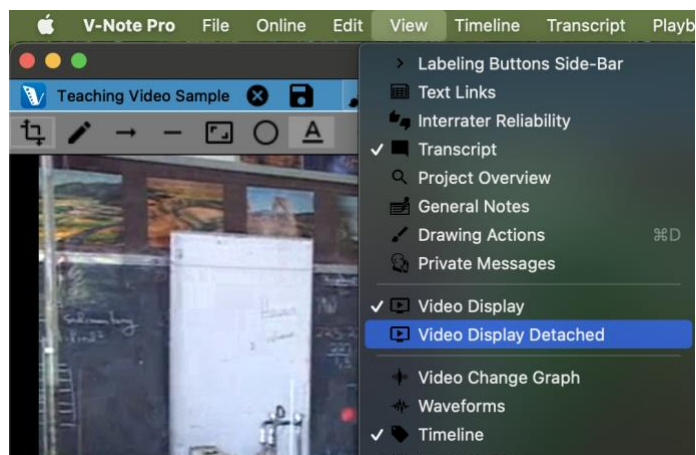 V-Note Pro File Online Edit View Timeline Transcript Playb
Teaching Video Sample
A
Labeling Buttons Side-Bar
Text Links
Interrater Reliability
✓ Transcript
Project Overview
General Notes
Drawing Actions ⌘D
Private Messages
✓ Video Display
Video Display Detached
Video Change Graph
Waveforms
✓ Timeline